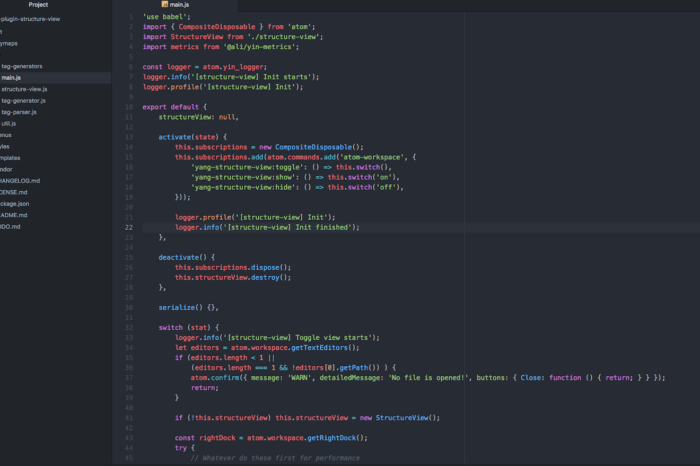 Project
main.js
-plugin-structure-view
t
ymaps
tag-generators
main.js
structure-view.js
tag-generator.js
tag-parser.js
util.js
enus
yles
mplates
ndor
HANGELOG.md
CENSE.md
ckage.json
EADME.md
ODO.md
1 'use babel';
2 import { CompositeDisposable } from 'atom';
3 import StructureView from './structure-view';
4 import metrics from '@ali/yin-metrics';
5
6 const logger = atom.yin_logger;
7 logger.info('[structure-view] Init starts');
8 logger.profile('[structure-view] Init');
9
10 export default {
11 structureView: null,
12
13 activate(state) {
14 this.subscriptions = new CompositeDisposable();
15 this.subscriptions.add(atom.commands.add('atom-workspace', {
16 'yang-structure-view:toggle': () => this.switch(),
17 'yang-structure-view:show': () => this.switch('on'),
18 'yang-structure-view:hide': () => this.switch('off'),
19 }));
20
21 logger.profile('[structure-view] Init');
22 logger.info('[structure-view] Init finished');
23 },
24
25 deactivate() {
26 this.subscriptions.dispose();
27 this.structureView.destroy();
28 },
29
30 serialize() {},
31
32 switch (stat) {
33 logger.info('[structure-view] Toggle view starts');
34 let editors = atom.workspace.getTextEditors();
35 if (editors.length < 1 ||
36 (editors.length === 1 && !editors[0].getPath()) ) {
37 atom.confirm({ message: 'WARN', detailedMessage: 'No file is opened!', buttons: { Close: function () { return; } } });
38 return;
39 }
40
41 if (!this.structureView) this.structureView = new StructureView();
42
43 const rightDock = atom.workspace.getRightDock();
44 try {
45 // Whatever do these first for performance